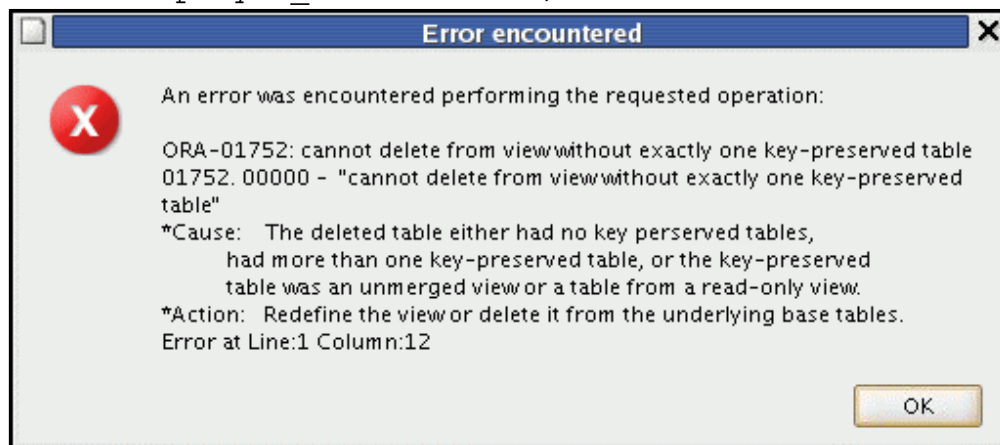 Error encountered
An error was encountered performing the requested operation:
ORA-01752: cannot delete from view without exactly one key-preserved table
01752. 00000 - "cannot delete from view without exactly one key-preserved
table"
*Cause: The deleted table either had no key perserved tables,
had more than one key-preserved table, or the key-preserved
table was an unmerged view or a table from a read-only view.
*Action: Redefine the view or delete it from the underlying base tables.
Error at Line:1 Column:12
OK